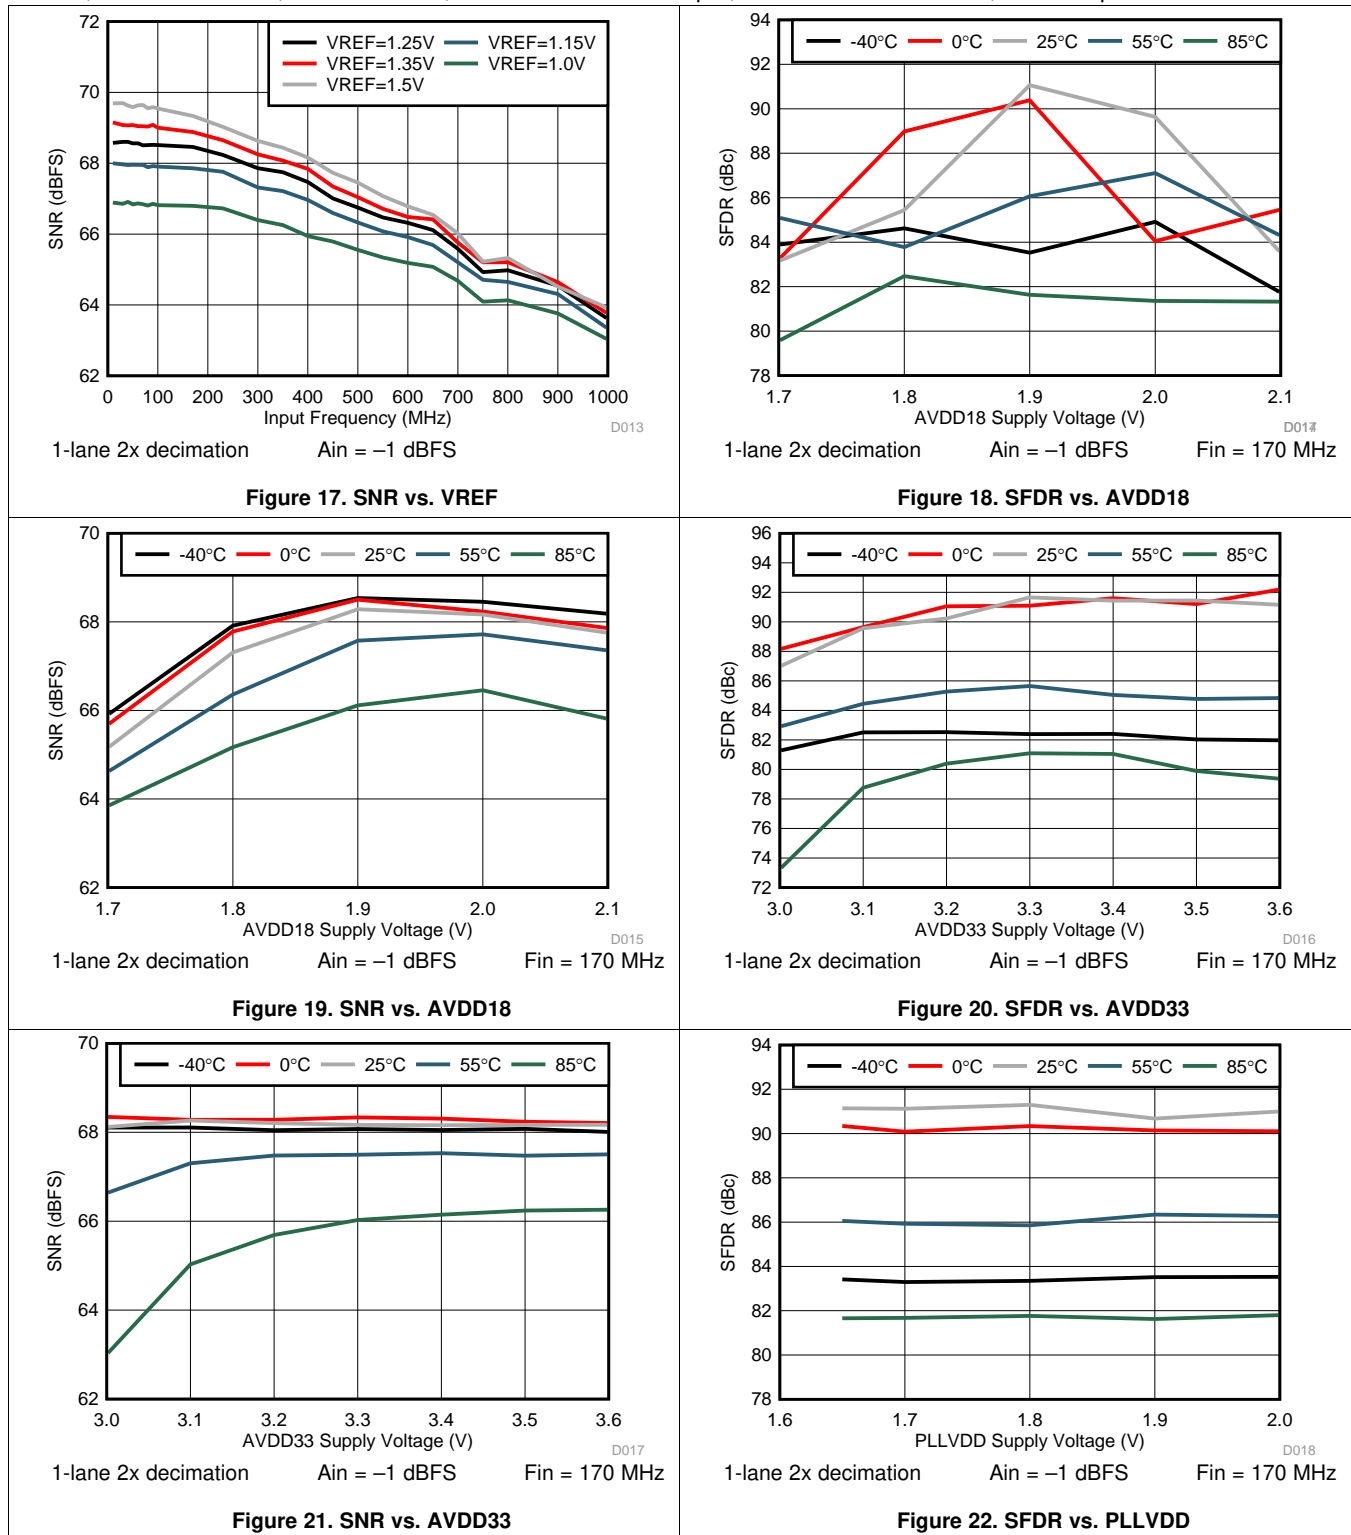 72
70
68
66
64
62
SNR (dBFS)
VREF=1.25V
VREF=1.15V
VREF=1.35V
VREF=1.0V
VREF=1.5V
0 100 200 300 400 500 600 700 800 900 1000
Input Frequency (MHz)
D013
1-lane 2x decimation Ain = –1 dBFS
Figure 17. SNR vs. VREF
94
92
90
88
86
84
82
80
78
SFDR (dBc)
-40°C 0°C 25°C 55°C 85°C
1.7 1.8 1.9 2.0 2.1
AVDD18 Supply Voltage (V)
1-lane 2x decimation Ain = –1 dBFS Fin = 170 MHz
Figure 18. SFDR vs. AVDD18
70
68
66
64
62
SNR (dBFS)
-40°C 0°C 25°C 55°C 85°C
1.7 1.8 1.9 2.0 2.1
AVDD18 Supply Voltage (V)
D015
1-lane 2x decimation Ain = –1 dBFS Fin = 170 MHz
Figure 19. SNR vs. AVDD18
96
94
92
90
88
86
84
82
80
78
76
74
72
SFDR (dBc)
-40°C 0°C 25°C 55°C 85°C
3.0 3.1 3.2 3.3 3.4 3.5 3.6
AVDD33 Supply Voltage (V)
D016
1-lane 2x decimation Ain = –1 dBFS Fin = 170 MHz
Figure 20. SFDR vs. AVDD33
70
68
66
64
62
SNR (dBFS)
-40°C 0°C 25°C 55°C 85°C
3.0 3.1 3.2 3.3 3.4 3.5 3.6
AVDD33 Supply Voltage (V)
D017
1-lane 2x decimation Ain = –1 dBFS Fin = 170 MHz
Figure 21. SNR vs. AVDD33
94
92
90
88
86
84
82
80
78
SFDR (dBc)
-40°C 0°C 25°C 55°C 85°C
1.6 1.7 1.8 1.9 2.0
PLLVDD Supply Voltage (V)
D018
1-lane 2x decimation Ain = –1 dBFS Fin = 170 MHz
Figure 22. SFDR vs. PLLVDD